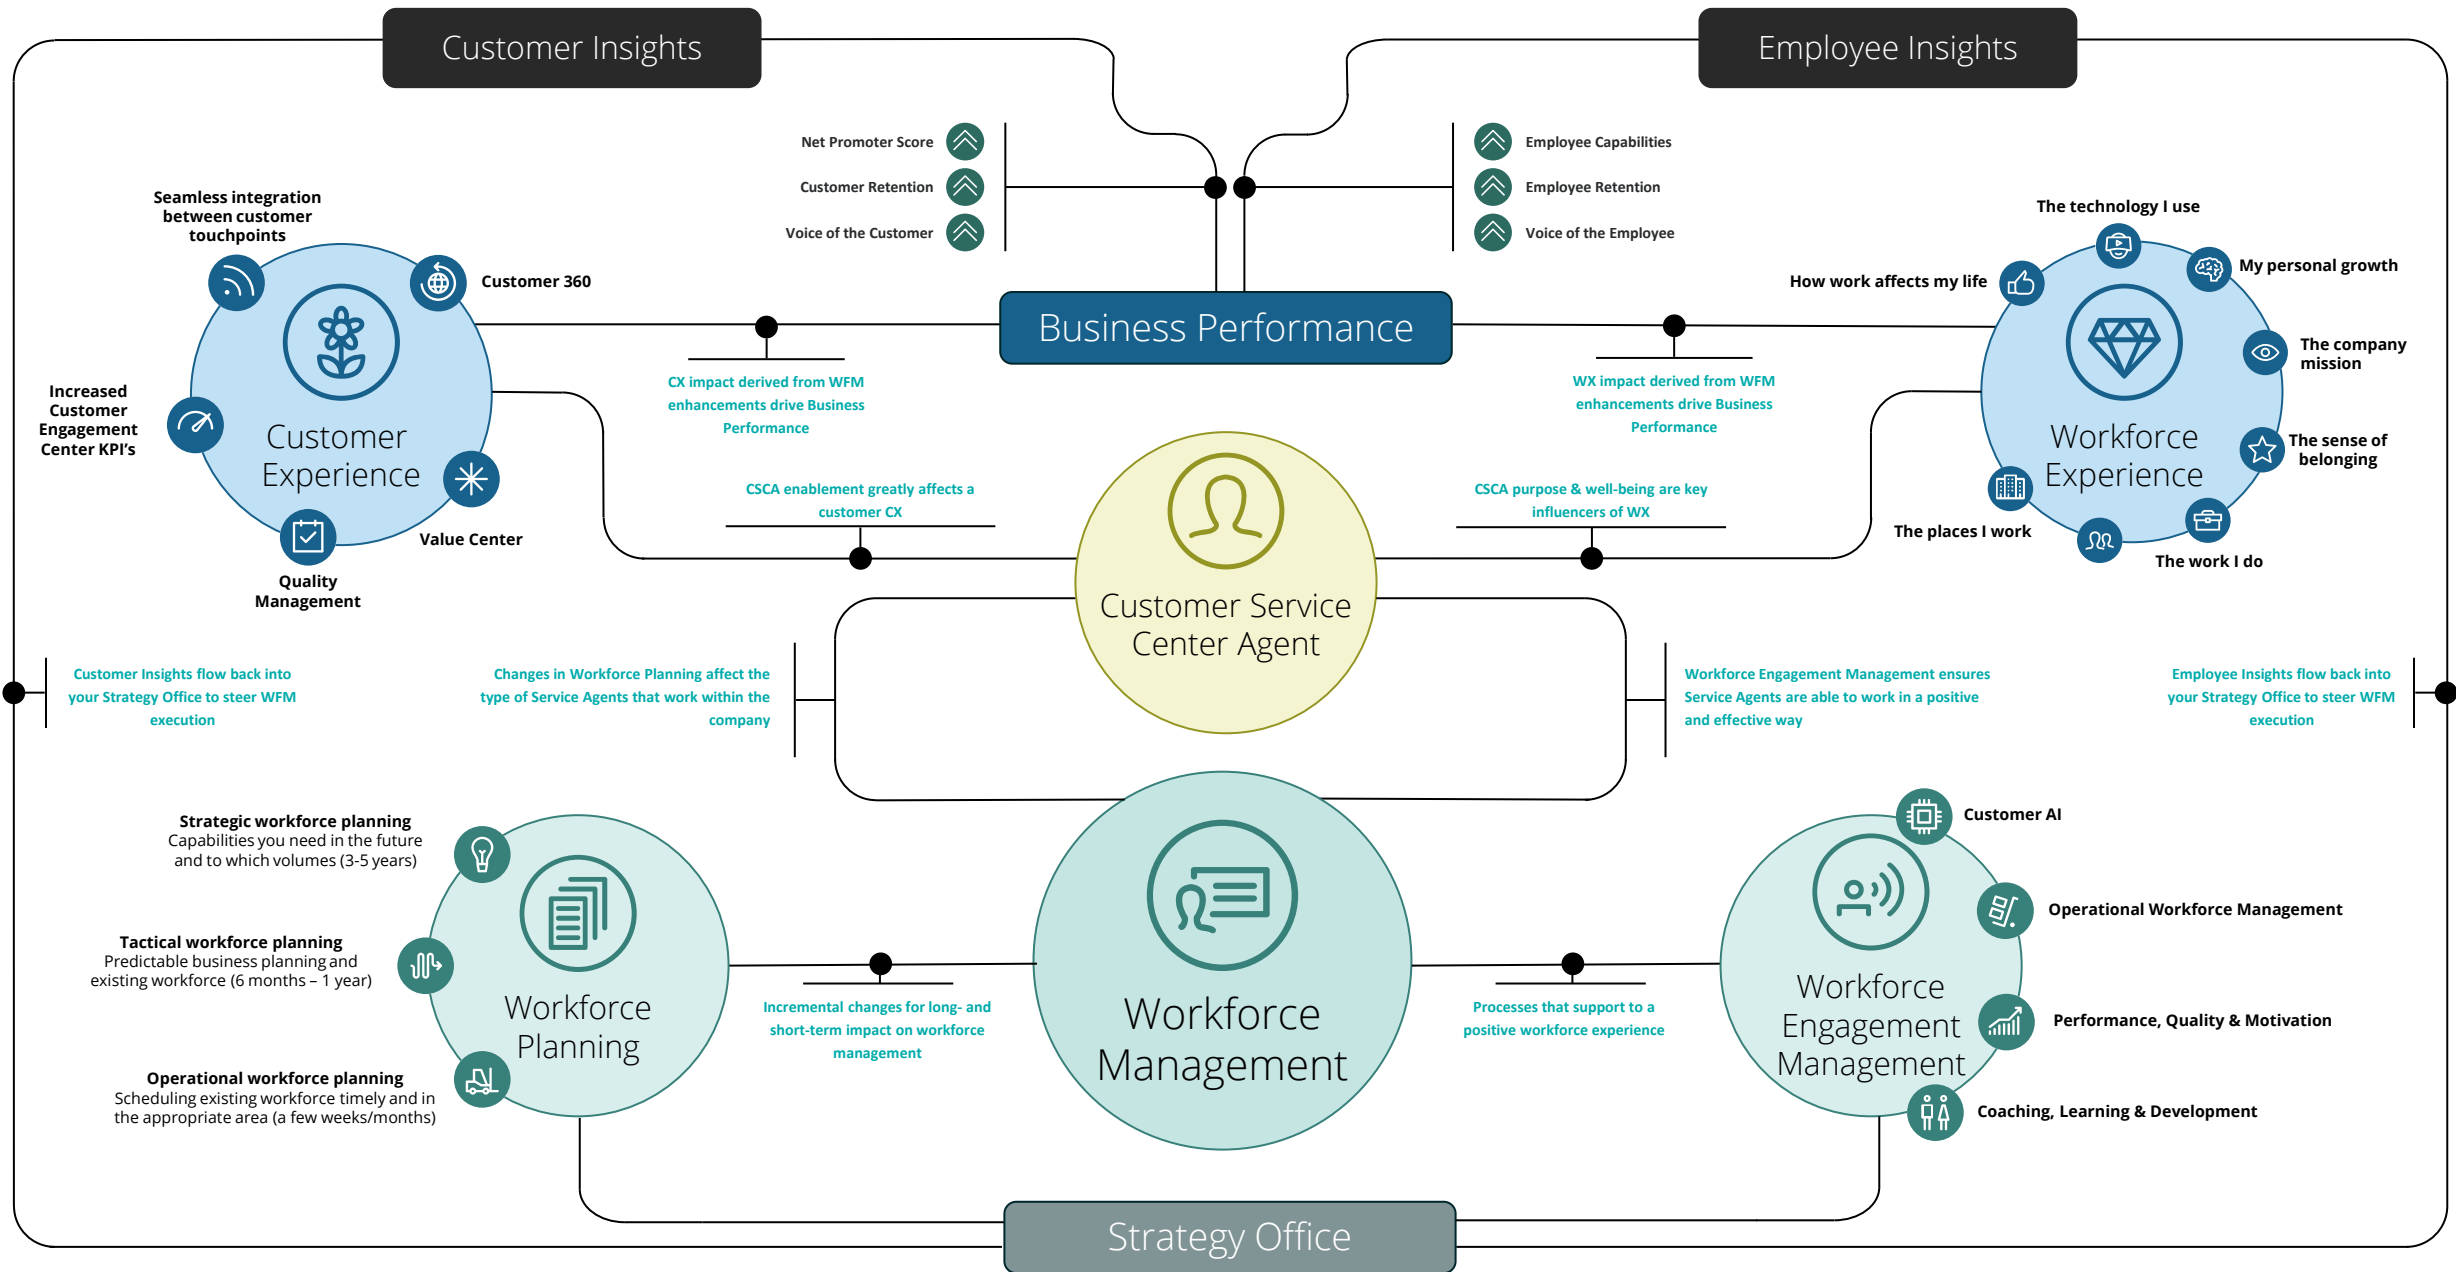 Customer Insights
Employee Insights
Net Promoter Score
Customer Retention
Voice of the Customer
Employee Capabilities
Employee Retention
Voice of the Employee
Seamless integration
between customer
touchpoints
Customer 360
Increased
Customer
Engagement
Center KPI's
Customer
Experience
Value Center
Quality
Management
Business Performance
CX impact derived from WFM
enhancements drive Business
Performance
WX impact derived from WFM
enhancements drive Business
Performance
The technology I use
How work affects my life
My personal growth
The company
mission
The sense of
belonging
Workforce
Experience
The places I work
The work I do
CSCA enablement greatly affects a
customer CX
CSCA purpose & well-being are key
influencers of WX
Customer Service
Center Agent
Customer Insights flow back into
your Strategy Office to steer WFM
execution
Changes in Workforce Planning affect the
type of Service Agents that work within the
company
Workforce Engagement Management ensures
Service Agents are able to work in a positive
and effective way
Employee Insights flow back into
your Strategy Office to steer WFM
execution
Strategic workforce planning
Capabilities you need in the future
and to which volumes (3-5 years)
Tactical workforce planning
Predictable business planning and
existing workforce (6 months – 1 year)
Operational workforce planning
Scheduling existing workforce timely and in
the appropriate area (a few weeks/months)
Workforce
Planning
Incremental changes for long- and
short-term impact on workforce
management
Workforce
Management
Processes that support to a
positive workforce experience
Workforce
Engagement
Management
Customer AI
Operational Workforce Management
Performance, Quality & Motivation
Coaching, Learning & Development
Strategy Office